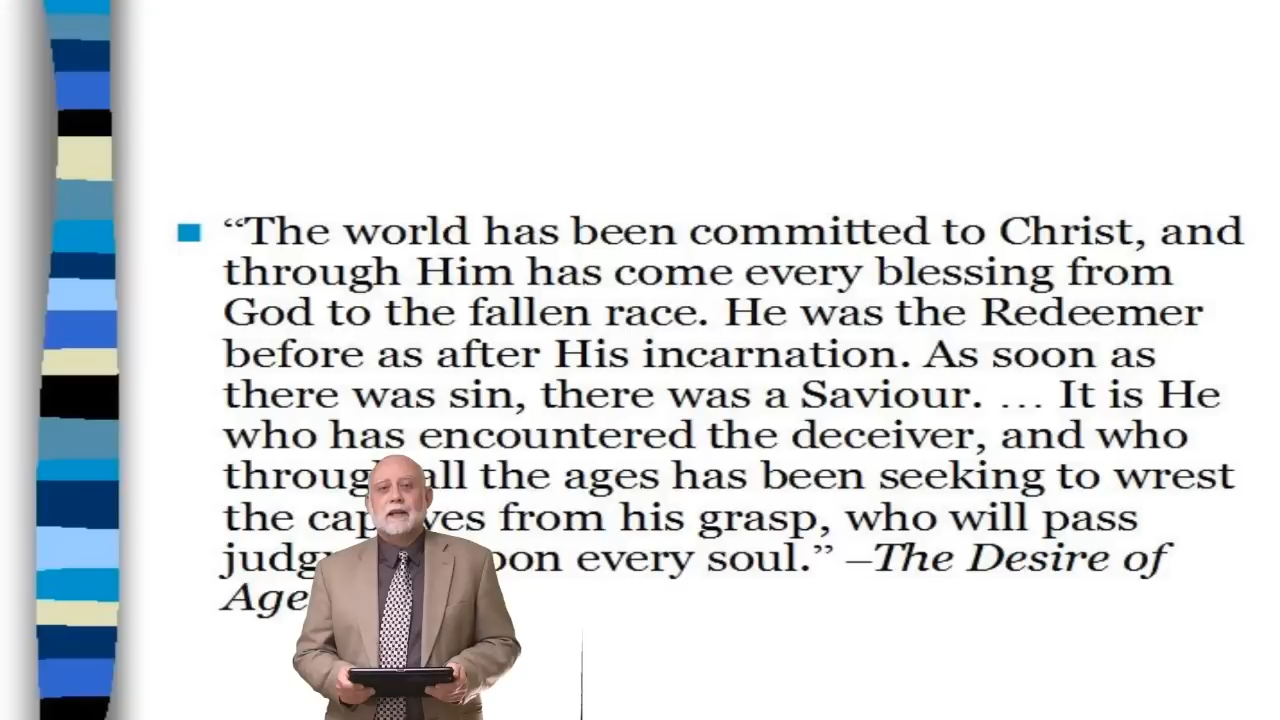 “The world has been committed to Christ, and
through Him has come every blessing from
God to the fallen race. He was the Redeemer
before as after His incarnation. As soon as
there was sin, there was a Saviour. … It is He
who has encountered the deceiver, and who
all the ages has been seeking to wrest
the from his grasp, who will pass
every soul.” –The Desire of